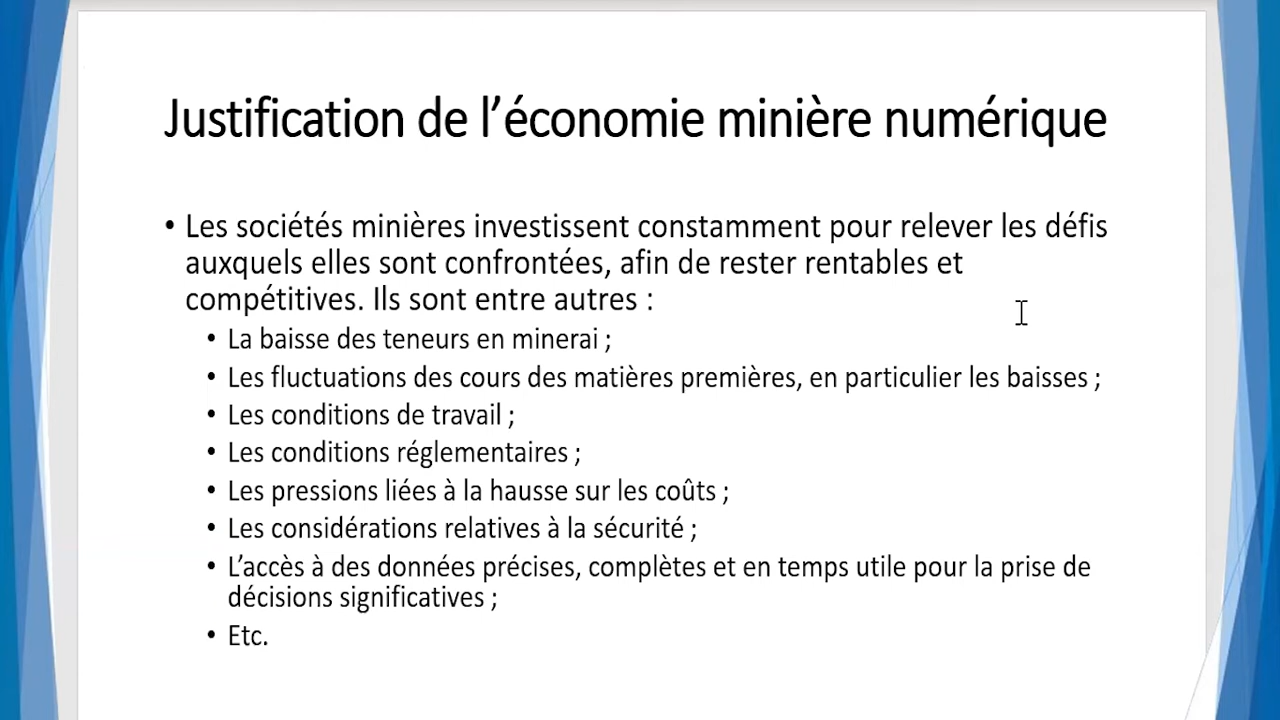 Justification de l’économie minière numérique
• Les sociétés minières investissent constamment pour relever les défis
auxquels elles sont confrontées, afin de rester rentables et
compétitives. Ils sont entre autres :
• La baisse des teneurs en minerai ;
• Les fluctuations des cours des matières premières, en particulier les baisses ;
• Les conditions de travail ;
• Les conditions réglementaires ;
• Les pressions liées à la hausse sur les coûts ;
• Les considérations relatives à la sécurité ;
• L’accès à des données précises, complètes et en temps utile pour la prise de
décisions significatives ;
• Etc.